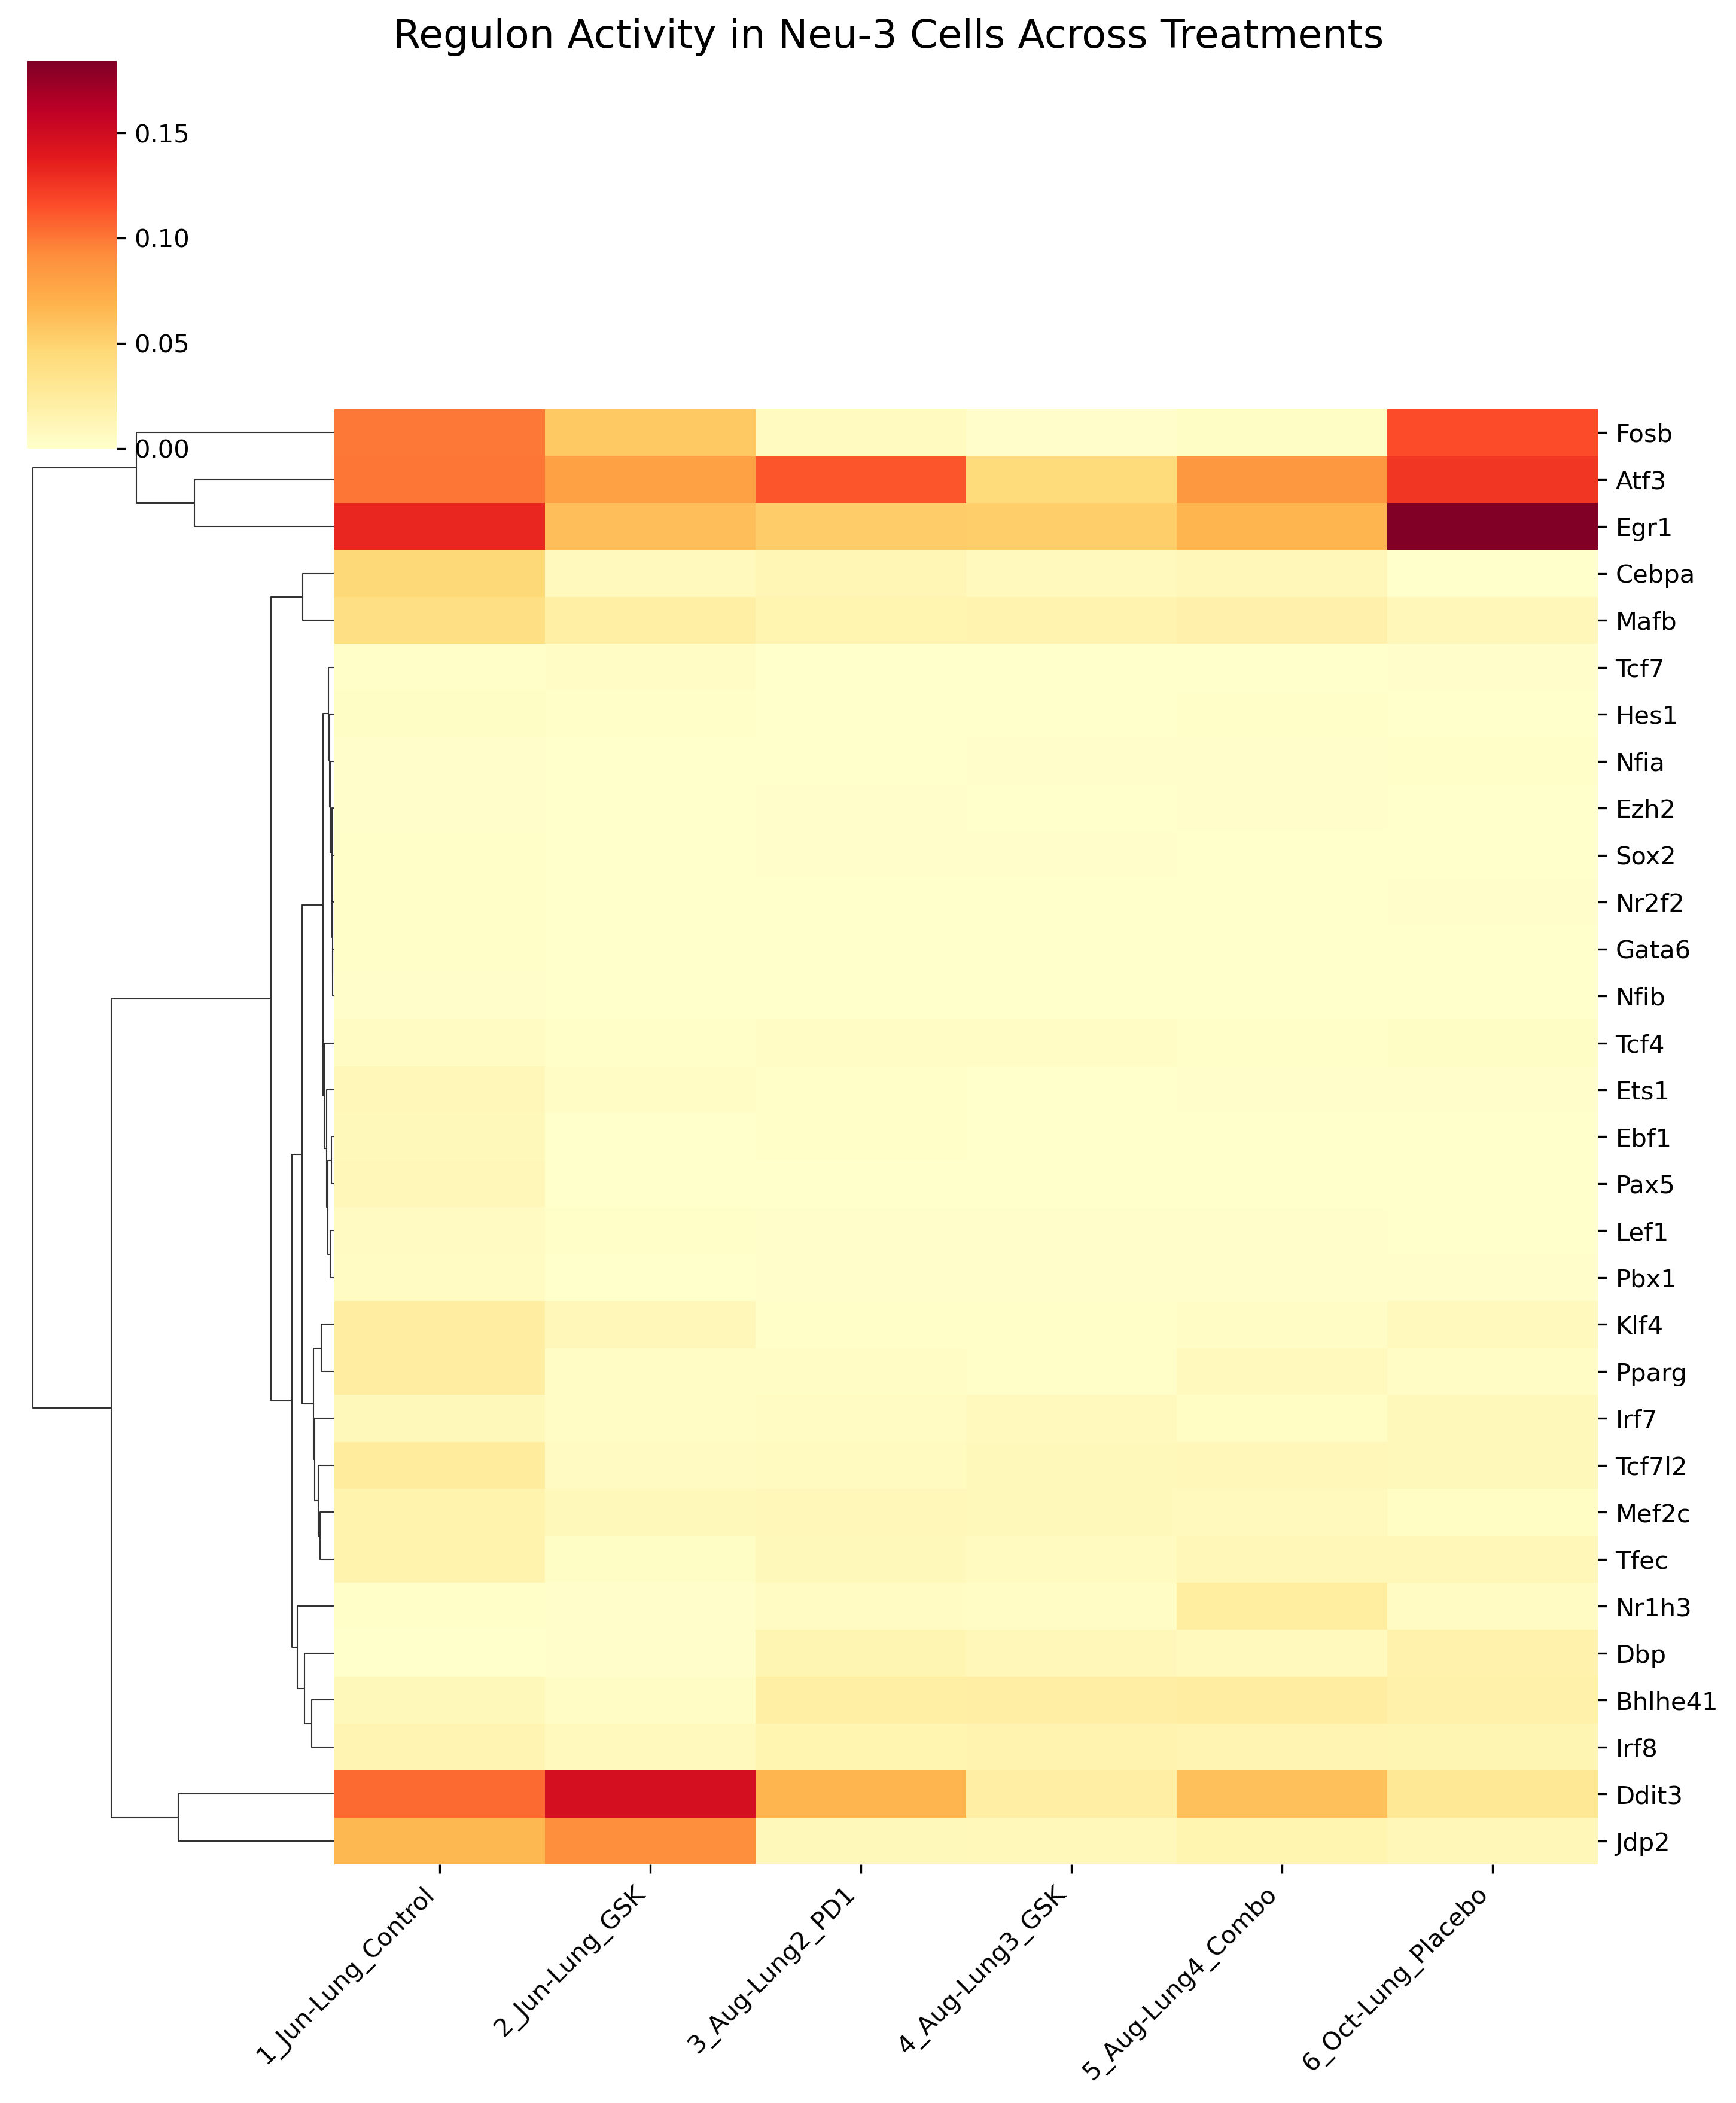 Regulon Activity in Neu-3 Cells Across Treatments
0.15
0.10
0.05
0.00
Fosb
Atf3
Egr1
Cebpa
Mafb
Tcf7
Hes1
Nfia
Ezh2
Sox2
Nr2f2
Gata6
Nfib
Tcf4
Ets1
Ebf1
Pax5
Lef1
Pbx1
Klf4
Pparg
Irf7
Tcf7l2
Mef2c
Tfec
Nr1h3
Dbp
Bhlhe41
Irf8
Ddit3
Jdp2
1_Jun-Lung_Control
2_Jun-Lung_GSK
3_Aug-Lung2_PD1
4_Aug-Lung3_GSK
5_Aug-Lung4_Combo
6_Oct-Lung_Placebo